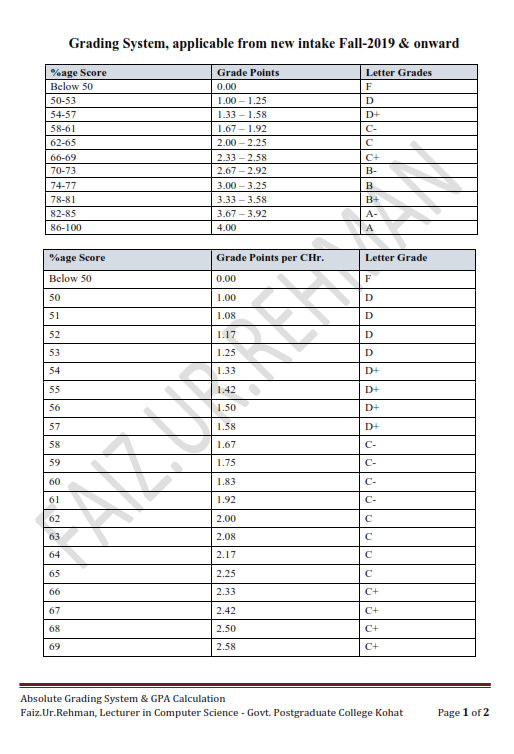 Grading System, applicable from new intake Fall-2019 & onward
%age Score Grade Points Letter Grades
Below 50 0.00 F
50-53 1.00 – 1.25 D
54-57 1.33 – 1.58 D+
58-61 1.67 – 1.92 C-
62-65 2.00 – 2.25 C
66-69 2.33 – 2.58 C+
70-73 2.67 – 2.92 B-
74-77 3.00 – 3.25 B
78-81 3.33 – 3.58 B+
82-85 3.67 – 3.92 A-
86-100 4.00 A
%age Score Grade Points per CHr. Letter Grade
Below 50 0.00 F
50 1.00 D
51 1.08 D
52 1.17 D
53 1.25 D
54 1.33 D+
55 1.42 D+
56 1.50 D+
57 1.58 D+
58 1.67 C-
59 1.75 C-
60 1.83 C-
61 1.92 C-
62 2.00 C
63 2.08 C
64 2.17 C
65 2.25 C
66 2.33 C+
67 2.42 C+
68 2.50 C+
69 2.58 C+
FAIZ.UR.REHMAN
Absolute Grading System & GPA Calculation
Faiz.Ur.Rehman, Lecturer in Computer Science - Govt. Postgraduate College Kohat Page 1 of 2